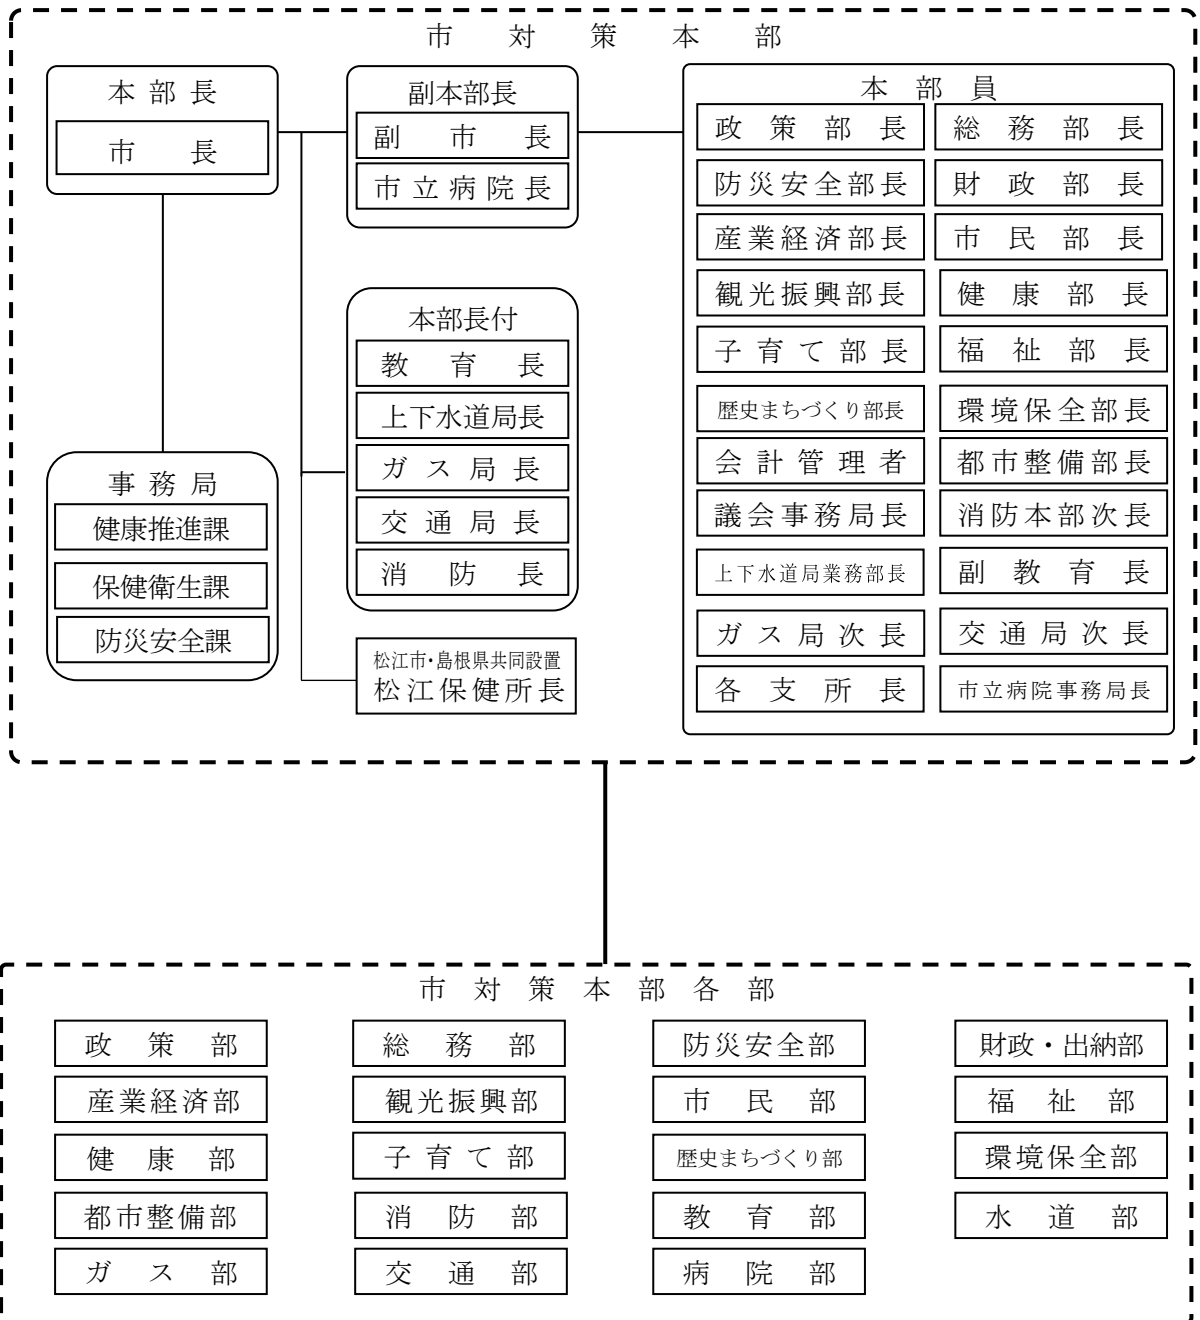 市対策本部
本部長
市長
副本部長
副市長
市立病院長
本部長付
教育長
上下水道局長
ガス局長
交通局長
消防長
松江市・島根県共同設置
松江保健所長
事務局
健康推進課
保健衛生課
防災安全課
本部員
政策部長
総務部長
防災安全部長
財政部長
産業経済部長
市民部長
観光振興部長
健康部長
子育て部長
福祉部長
歴史まちづくり部長
環境保全部長
会計管理者
都市整備部長
議会事務局長
消防本部次長
上下水道局業務部長
副教育長
ガス局次長
交通局次長
各支所長
市立病院事務局長
市対策本部各部
政策部
総務部
防災安全部
財政・出納部
産業経済部
観光振興部
市民部
福祉部
健康部
子育て部
歴史まちづくり部
環境保全部
都市整備部
消防部
教育部
水道部
ガス部
交通部
病院部